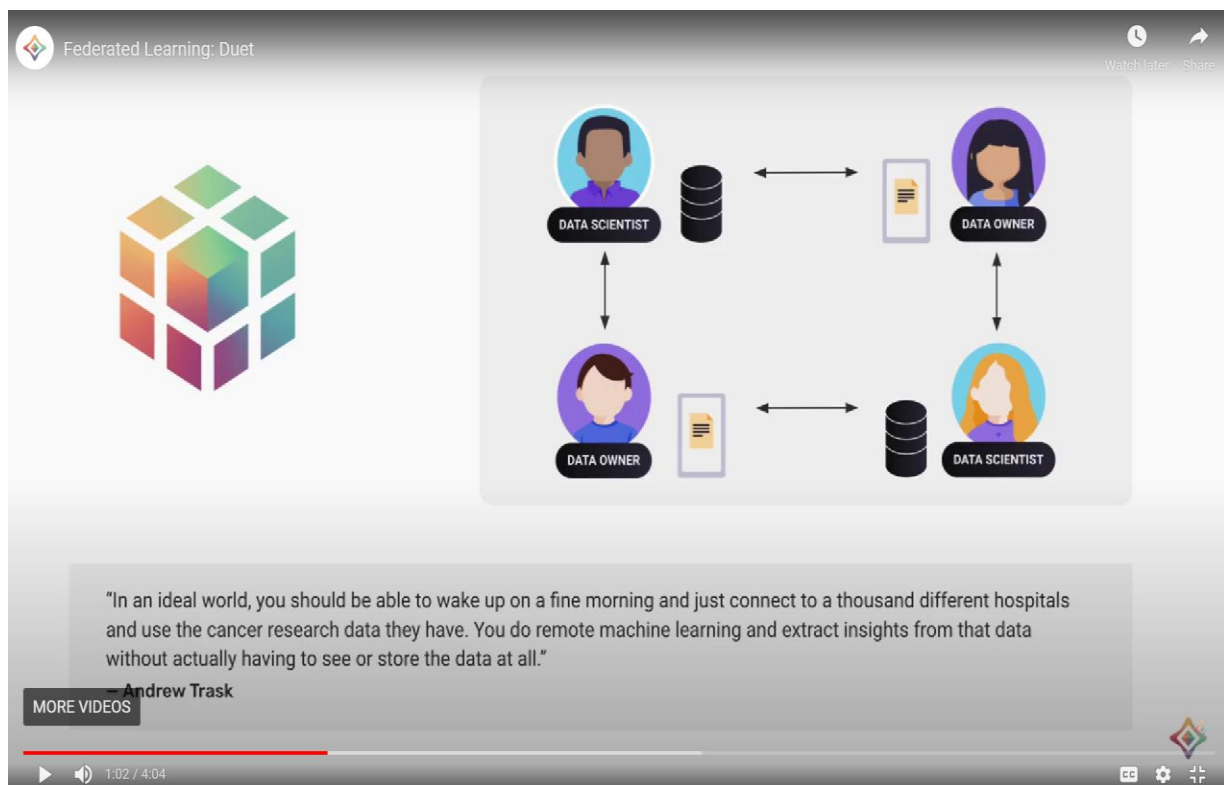 Federated Learning: Duet
Watch later
Share
DATA SCIENTIST
DATA OWNER
DATA OWNER
DATA SCIENTIST
“In an ideal world, you should be able to wake up on a fine morning and just connect to a thousand different hospitals
and use the cancer research data they have. You do remote machine learning and extract insights from that data
without actually having to see or store the data at all.”
– Andrew Trask
MORE VIDEOS
1:02 / 4:04
CC